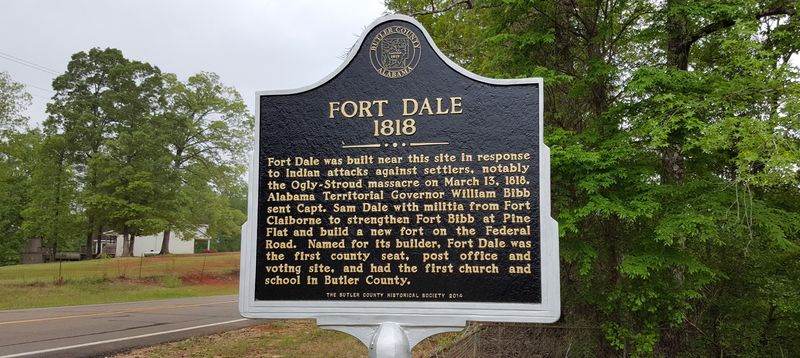 BUTLER COUNTY
ALABAMA
FORT DALE
1818
Fort Dale was built near this site in response
to Indian attacks against settlers, notably
the Ogly-Stroud massacre on March 13, 1818.
Alabama Territorial Governor William Bibb
sent Capt. Sam Dale with militia from Fort
Claiborne to strengthen Fort Bibb at Pine
Flat and build a new fort on the Federal
Road. Named for its builder, Fort Dale was
the first county seat, post office and
voting site, and had the first church and
school in Butler County.
THE BUTLER COUNTY HISTORICAL SOCIETY 2014